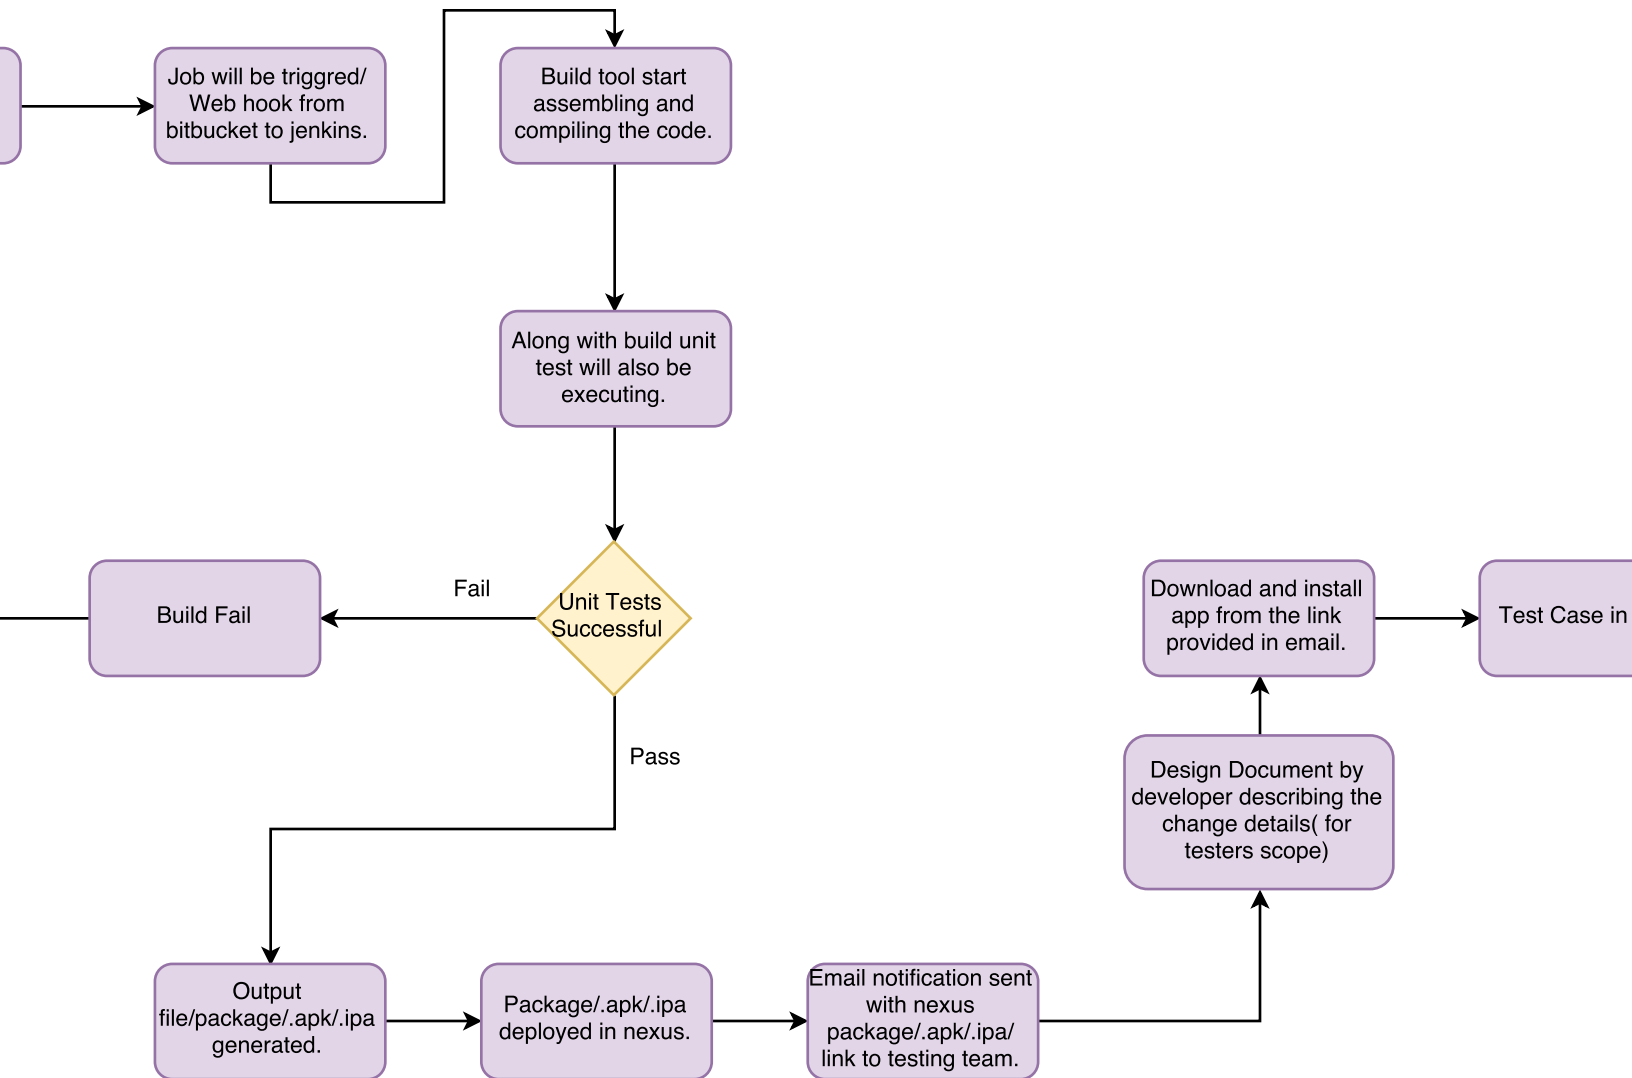 Job will be triggred/
Web hook from
bitbucket to jenkins.
Build tool start
assembling and
compiling the code.
Along with build unit
test will also be
executing.
Unit Tests
Successful
Fail
Build Fail
Pass
Output
file/package/.apk/.ipa
generated.
Package/.apk/.ipa
deployed in nexus.
Email notification sent
with nexus
package/.apk/.ipa/
link to testing team.
Design Document by
developer describing the
change details( for
testers scope)
Download and install
app from the link
provided in email.
Test Case in